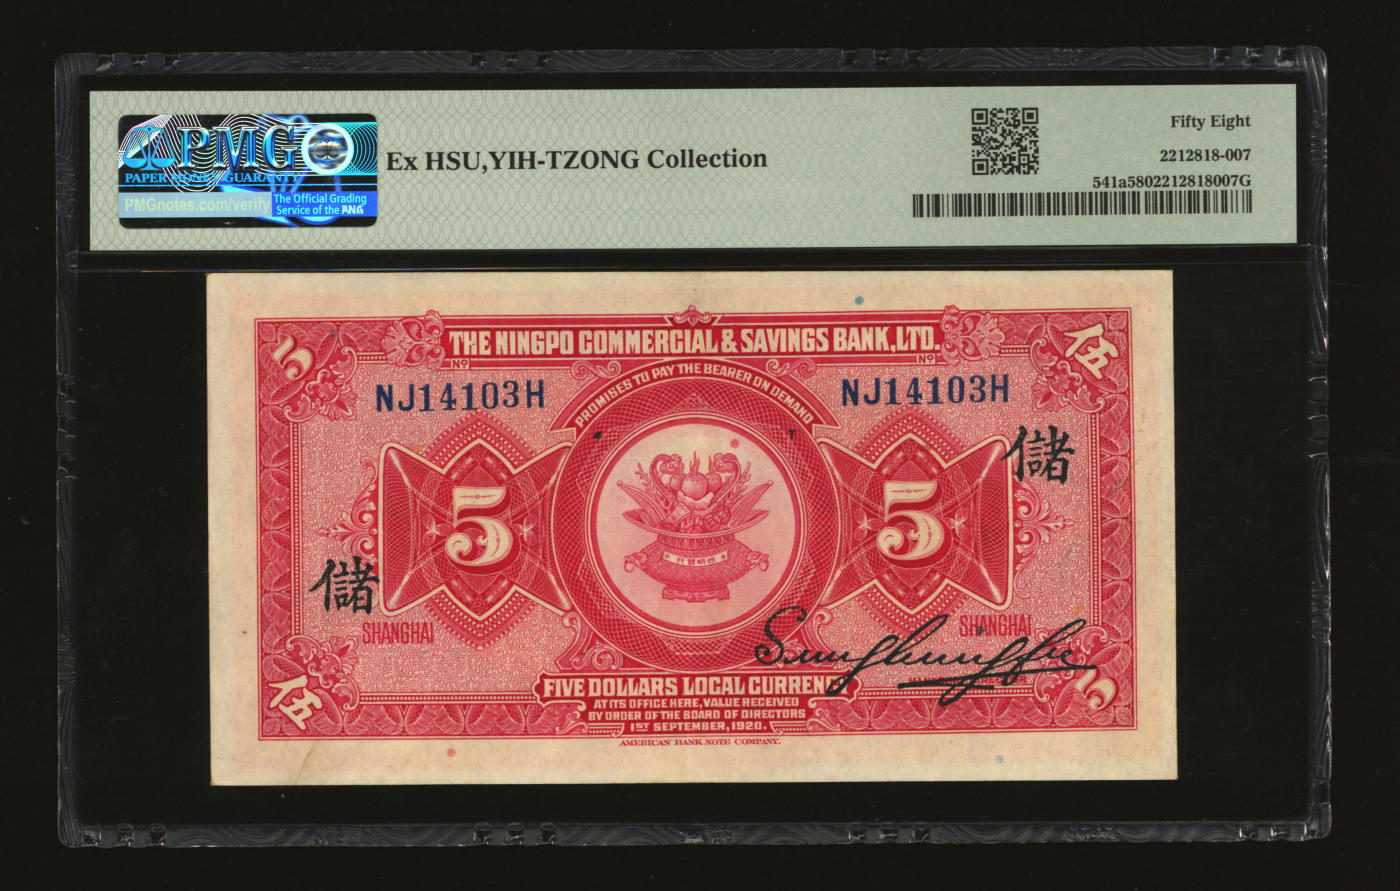 PMG
PAPER MONEY GUARANTY
PMGnotes.com/verify
The Official Grading
Service of the PNG
Ex HSU,YIH-TZONG Collection
Fifty Eight
2212818-007
541a5802212818007G
THE NINGPO COMMERCIAL & SAVINGS BANK, LTD.
5
伍
Nº
Nº
PROMISES TO PAY THE BEARER ON DEMAND
NJ14103H
NJ14103H
儲
5
5
儲
SHANGHAI
SHANGHAI
FIVE DOLLARS LOCAL CURRENCY
伍
5
AT ITS OFFICE HERE, VALUE RECEIVED
BY ORDER OF THE BOARD OF DIRECTORS
1ST SEPTEMBER, 1920.
AMERICAN BANK NOTE COMPANY.